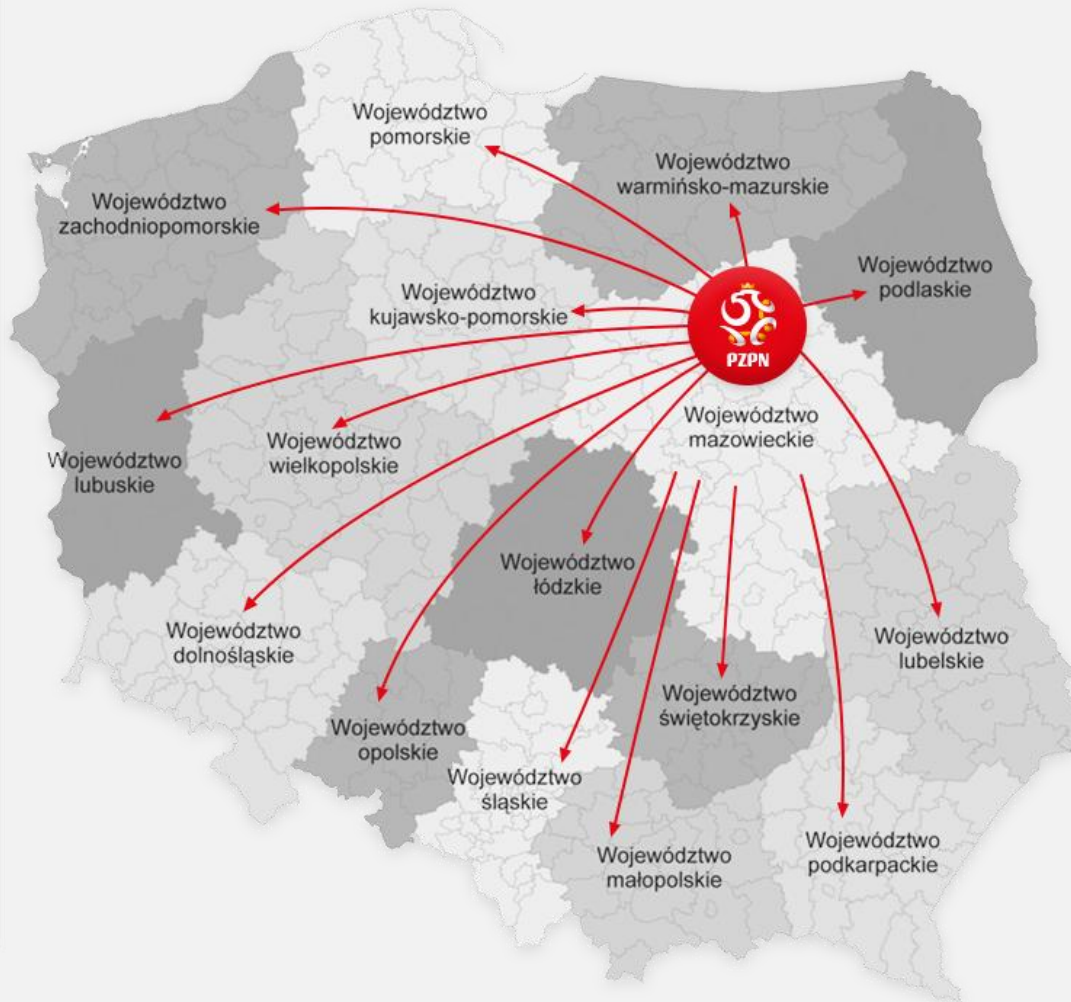 Województwo
pomorskie
Województwo
warmińsko-mazurskie
Województwo
zachodniopomorskie
Województwo
podlaskie
Województwo
kujawsko-pomorskie
PZPN
Województwo
mazowieckie
Województwo
wielkopolskie
Województwo
lubuskie
Województwo
łódzkie
Województwo
dolnośląskie
Województwo
lubelskie
Województwo
świętokrzyskie
Województwo
opolskie
Województwo
śląskie
Województwo
małopolskie
Województwo
podkarpackie